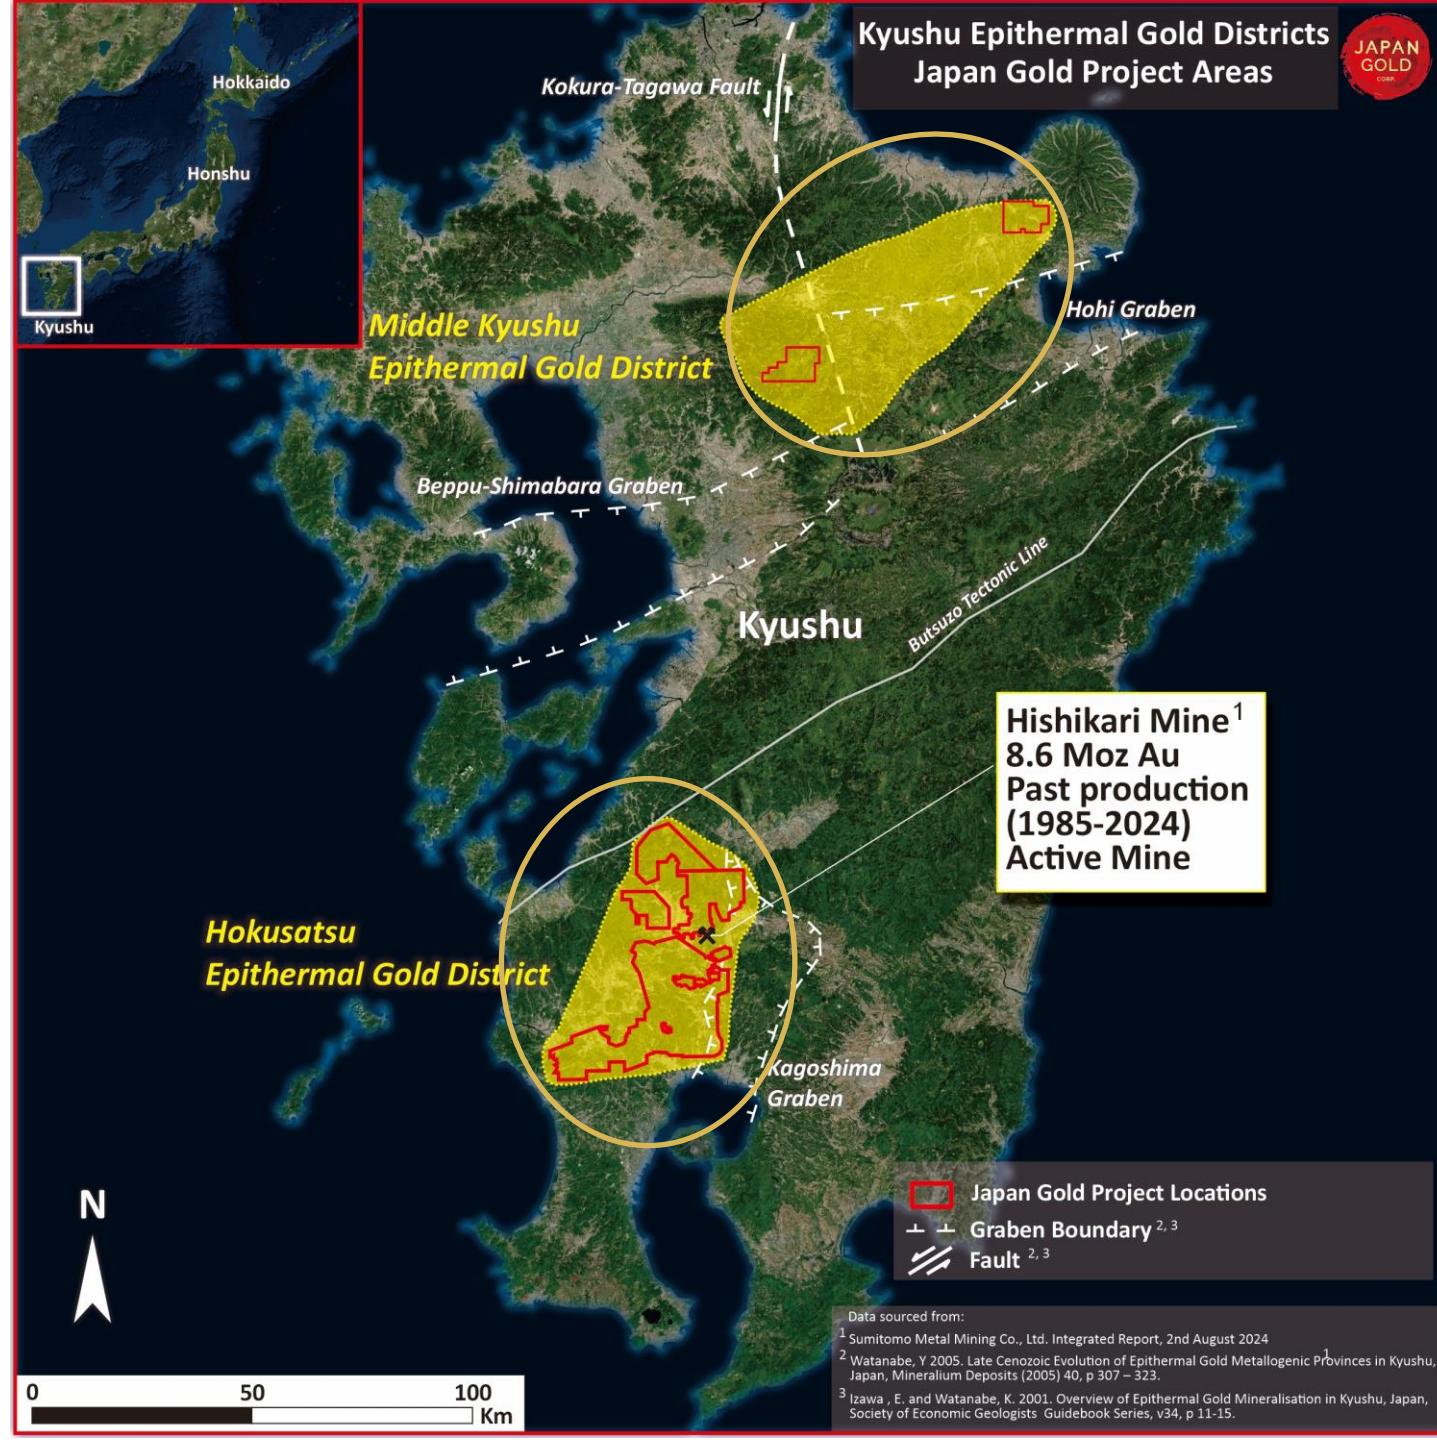 Kyushu Epithermal Gold Districts
Japan Gold Project Areas
JAPAN
GOLD
CORP.
Hokkaido
Honshu
Kyushu
Kokura-Tagawa Fault
Middle Kyushu
Epithermal Gold District
Hohi Graben
Beppu-Shimabara Graben
Kyushu
Butsuzo Tectonic Line
Hishikari Mine1
8.6 Moz Au
Past production
(1985-2024)
Active Mine
Hokusatsu
Epithermal Gold District
Kagoshima
Graben
N
0 50 100
Km
Japan Gold Project Locations
Graben Boundary 2, 3
Fault 2, 3
Data sourced from:
1 Sumitomo Metal Mining Co., Ltd. Integrated Report, 2nd August 2024
1
2 Watanabe, Y 2005. Late Cenozoic Evolution of Epithermal Gold Metallogenic Provinces in Kyushu,
Japan, Mineralium Deposits (2005) 40, p 307 – 323.
3 Izawa , E. and Watanabe, K. 2001. Overview of Epithermal Gold Mineralisation in Kyushu, Japan,
Society of Economic Geologists Guidebook Series, v34, p 11-15.